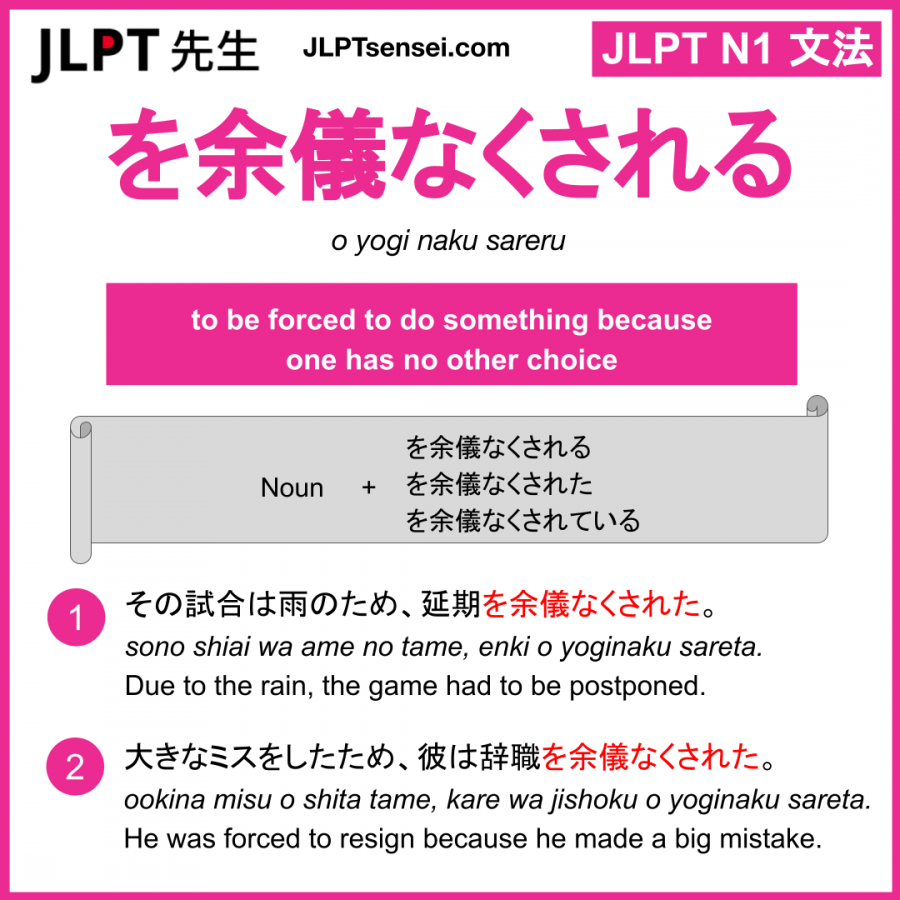 JLPT 先生
JLPTsensei.com
JLPT N1 文法
を余儀なくされる
o yogi naku sareru
to be forced to do something because
one has no other choice
Noun + を余儀なくされる
を余儀なくされた
を余儀なくされている
1
その試合は雨のため、延期を余儀なくされた。
sono shiai wa ame no tame, enki o yoginaku sareta.
Due to the rain, the game had to be postponed.
2
大きなミスをしたため、彼は辞職を余儀なくされた。
ookina misu o shita tame, kare wa jishoku o yoginaku sareta.
He was forced to resign because he made a big mistake.